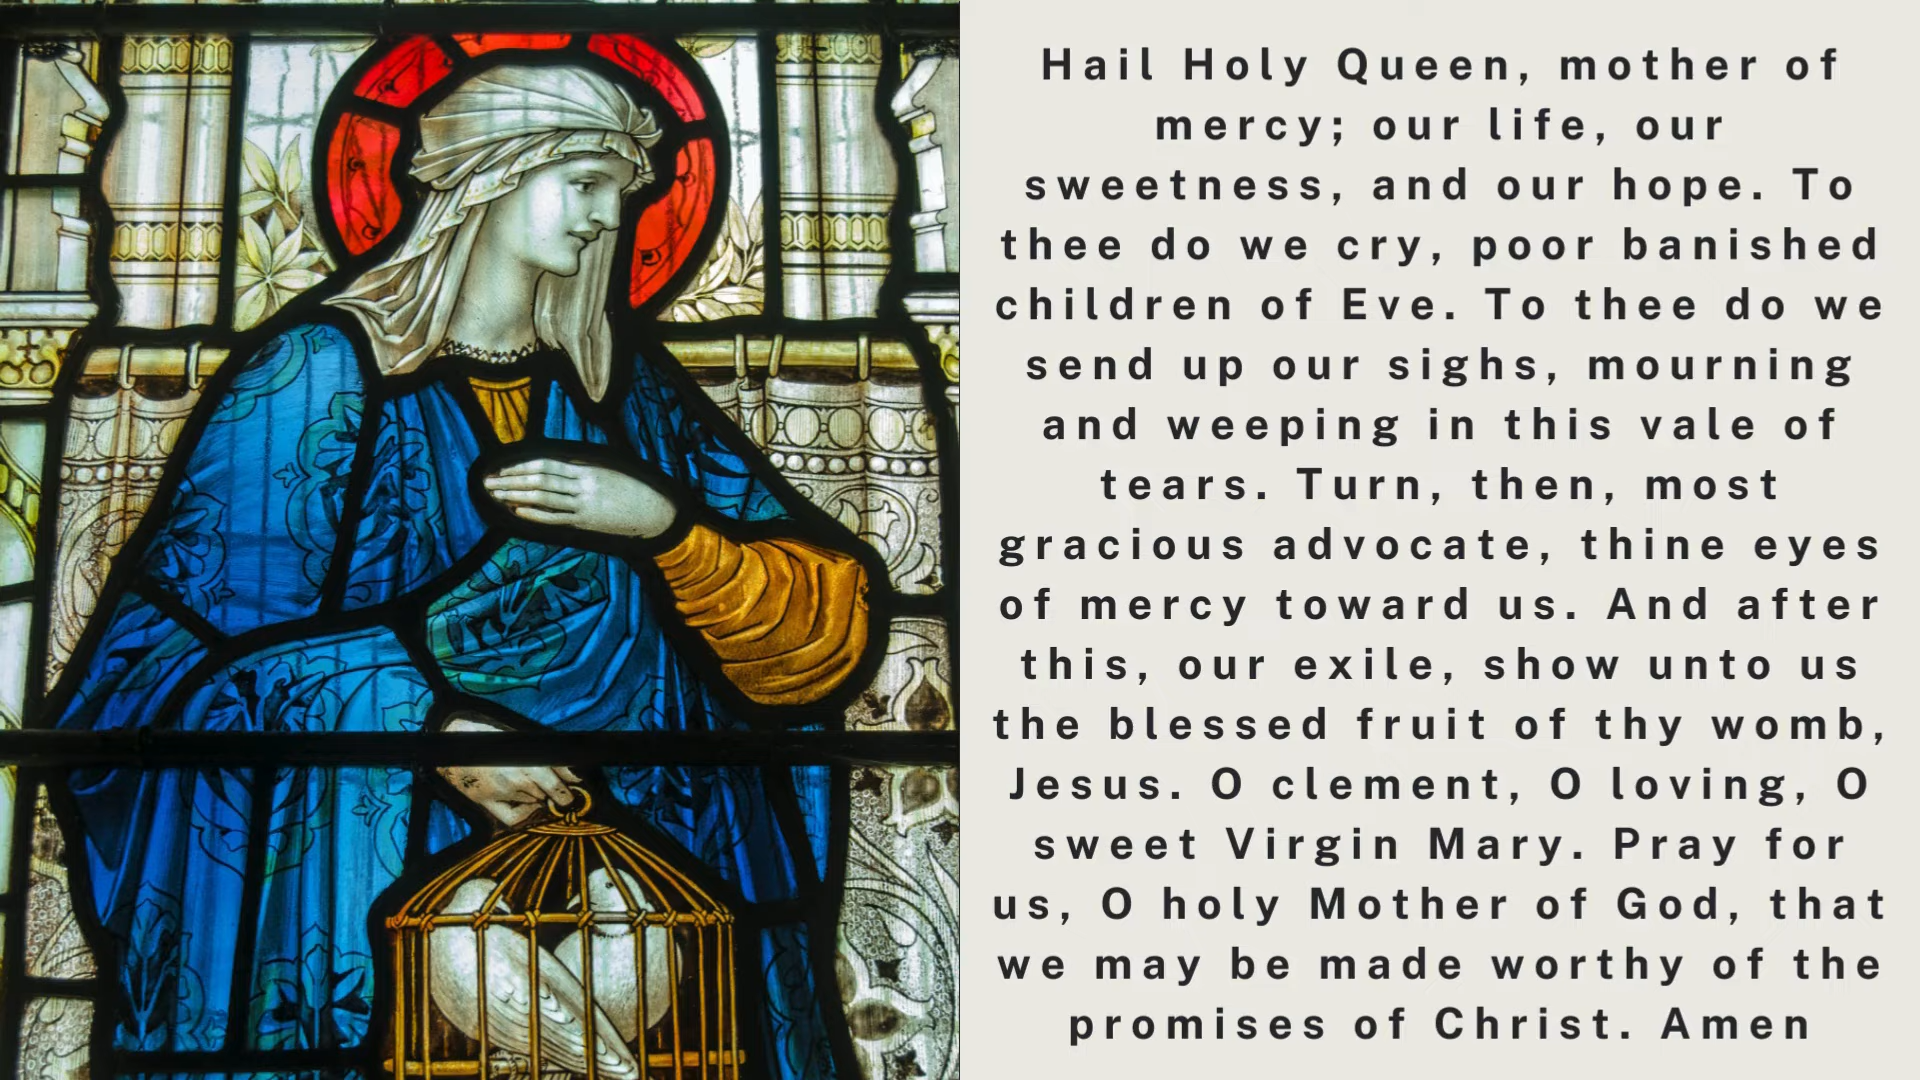 Hail Holy Queen, mother of
mercy; our life, our
sweetness, and our hope. To
thee do we cry, poor banished
children of Eve. To thee do we
send up our sighs, mourning
and weeping in this vale of
tears. Turn, then, most
gracious advocate, thine eyes
of mercy toward us. And after
this, our exile, show unto us
the blessed fruit of thy womb,
Jesus. O clement, O loving, O
sweet Virgin Mary. Pray for
us, O holy Mother of God, that
we may be made worthy of the
promises of Christ. Amen